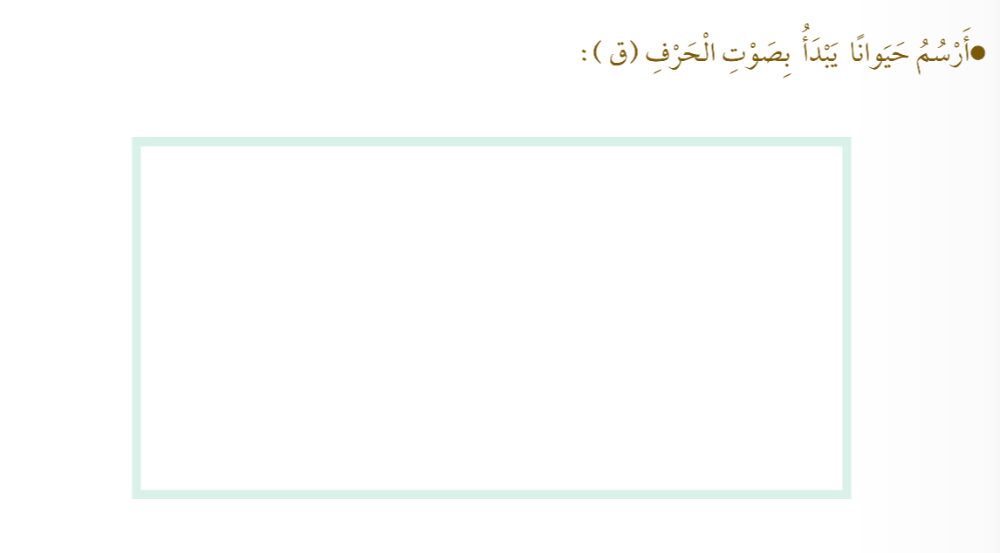 ●أَرْسُمُ حَيَوانًا يَبْدَأُ بِصَوْتِ الْحَرْفِ (ق ):